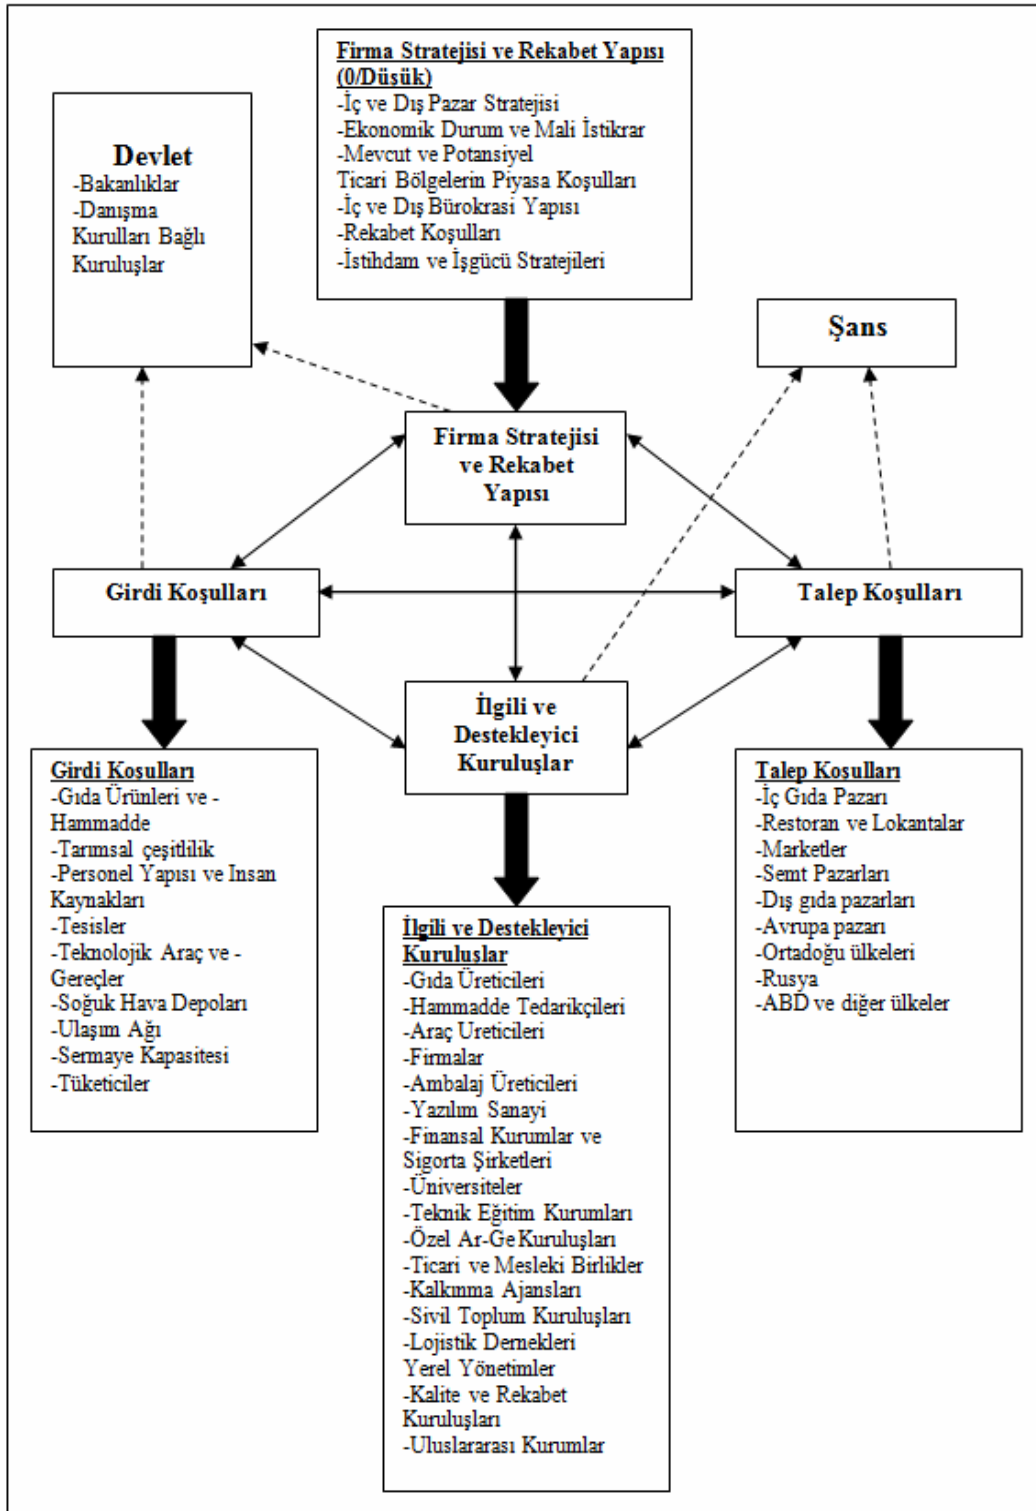 Firma Stratejisi ve Rekabet Yapısı
(0/Düşük)
-İç ve Dış Pazar Stratejisi
-Ekonomik Durum ve Mali İstikrar
-Mevcut ve Potansiyel
Ticari Bölgelerin Piyasa Koşulları
-İç ve Dış Bürokrasi Yapısı
-Rekabet Koşulları
-İstihdam ve İşgücü Stratejileri
Devlet
-Bakanlıklar
-Danışma
Kurulları Bağlı
Kuruluşlar
Şans
Firma Stratejisi
ve Rekabet
Yapısı
Girdi Koşulları
Talep Koşulları
İlgili ve
Destekleyici
Kuruluşlar
Girdi Koşulları
-Gıda Ürünleri ve -
Hammadde
-Tarımsal çeşitlilik
-Personel Yapısı ve Insan
Kaynakları
-Tesisler
-Teknolojik Araç ve -
Gereçler
-Soğuk Hava Depoları
-Ulaşım Ağı
-Sermaye Kapasitesi
-Tüketiciler
İlgili ve Destekleyici
Kuruluşlar
-Gıda Üreticileri
-Hammadde Tedarikçileri
-Araç Ureticileri
-Firmalar
-Ambalaj Üreticileri
-Yazılım Sanayi
-Finansal Kurumlar ve
Sigorta Şirketleri
-Üniversiteler
-Teknik Eğitim Kurumları
-Özel Ar-Ge Kuruluşları
-Ticari ve Mesleki Birlikler
-Kalkınma Ajansları
-Sivil Toplum Kuruluşları
-Lojistik Dernekleri
Yerel Yönetimler
-Kalite ve Rekabet
Kuruluşları
-Uluslararası Kurumlar
Talep Kosulları
-İç Gıda Pazarı
-Restoran ve Lokantalar
-Marketler
-Semt Pazarları
-Dış gıda pazarları
-Avrupa pazarı
-Ortadoğu ülkeleri
-Rusya
-ABD ve diğer ülkeler